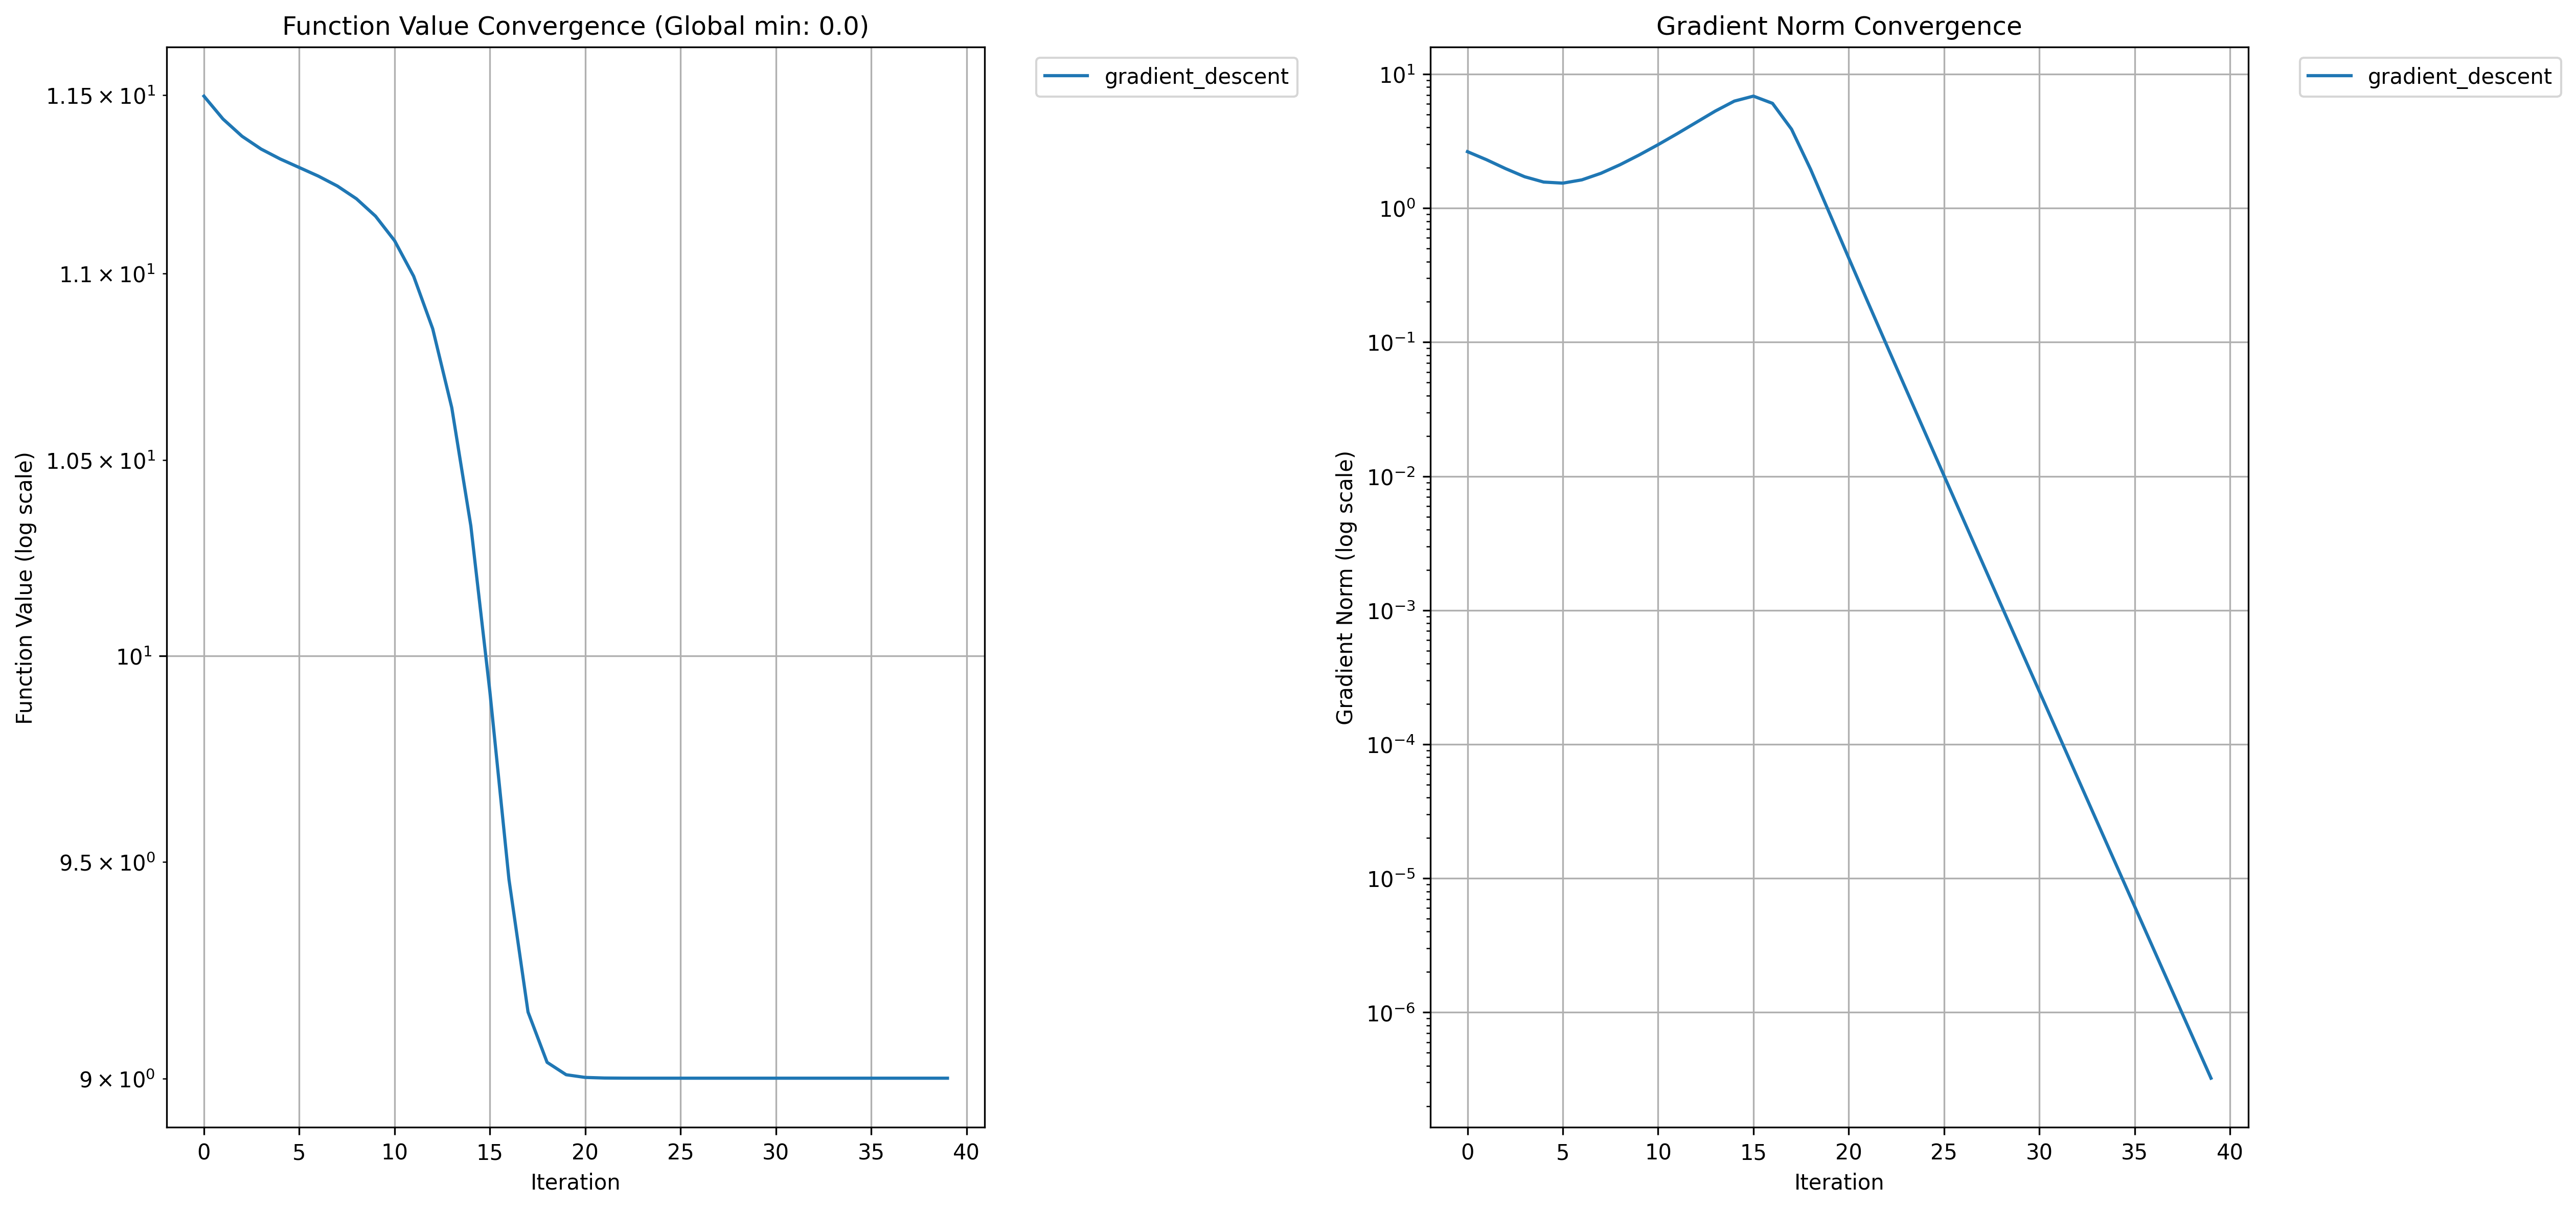 Function Value Convergence (Global min: 0.0)
Function Value (log scale)
1.15 × 10¹
1.1 × 10¹
1.05 × 10¹
10¹
9.5 × 10⁰
9 × 10⁰
0 5 10 15 20 25 30 35 40
Iteration
gradient_descent
Gradient Norm Convergence
Gradient Norm (log scale)
10¹
10⁰
10⁻¹
10⁻²
10⁻³
10⁻⁴
10⁻⁵
10⁻⁶
0 5 10 15 20 25 30 35 40
Iteration
gradient_descent